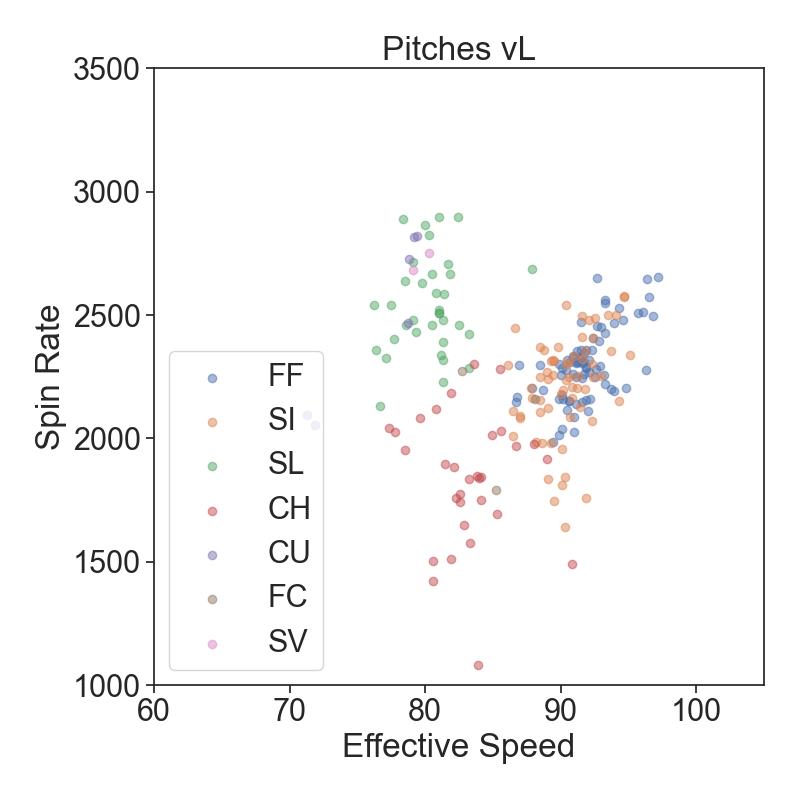 Pitches vL
3500
3000
2500
2000
1500
1000
Spin Rate
FF
SI
SL
CH
CU
FC
SV
60 70 80 90 100
Effective Speed